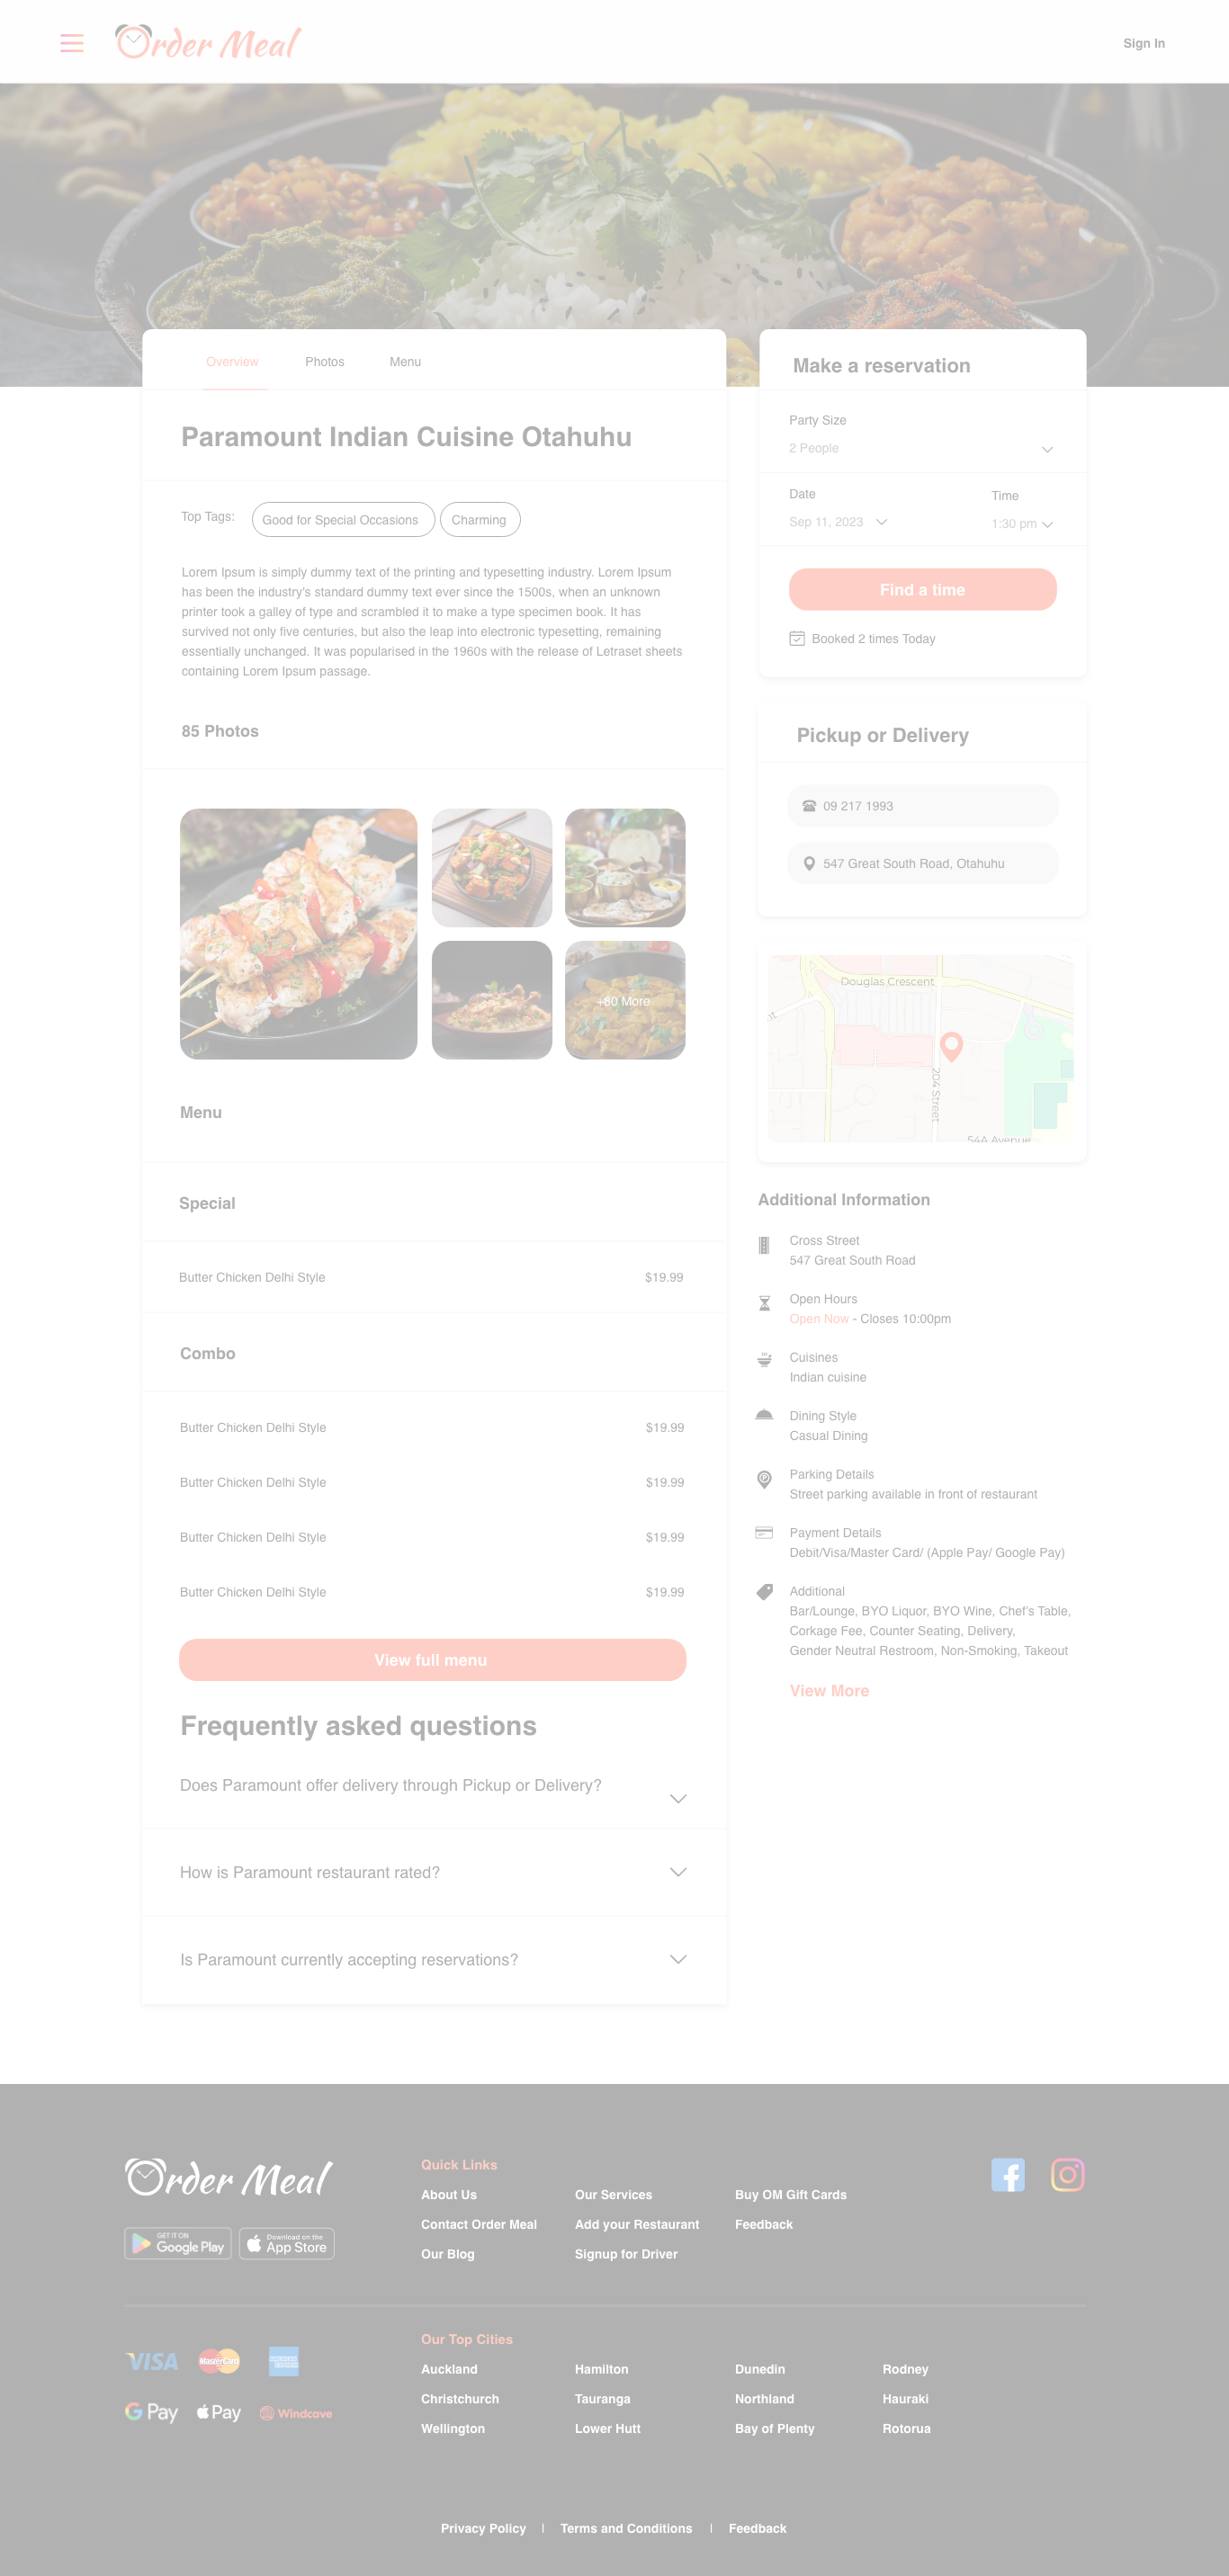 Order Meal
Sign In
Overview
Photos
Menu
Paramount Indian Cuisine Otahuhu
Top Tags:
Good for Special Occasions
Charming
Lorem Ipsum is simply dummy text of the printing and typesetting industry. Lorem Ipsum
has been the industry's standard dummy text ever since the 1500s, when an unknown
printer took a galley of type and scrambled it to make a type specimen book. It has
survived not only five centuries, but also the leap into electronic typesetting, remaining
essentially unchanged. It was popularised in the 1960s with the release of Letraset sheets
containing Lorem Ipsum passage.
85 Photos
+80 More
Menu
Special
Butter Chicken Delhi Style
$19.99
Combo
Butter Chicken Delhi Style
$19.99
Butter Chicken Delhi Style
$19.99
Butter Chicken Delhi Style
$19.99
Butter Chicken Delhi Style
$19.99
View full menu
Frequently asked questions
Does Paramount offer delivery through Pickup or Delivery?
How is Paramount restaurant rated?
Is Paramount currently accepting reservations?
Make a reservation
Party Size
2 People
Date
Time
Sep 11, 2023
1:30 pm
Find a time
Booked 2 times Today
Pickup or Delivery
09 217 1993
547 Great South Road, Otahuhu
Douglas Crescent
204 Street
54A Avenue
Additional Information
Cross Street
547 Great South Road
Open Hours
Open Now - Closes 10:00pm
Cuisines
Indian cuisine
Dining Style
Casual Dining
Parking Details
Street parking available in front of restaurant
Payment Details
Debit/Visa/Master Card/ (Apple Pay/ Google Pay)
Additional
Bar/Lounge, BYO Liquor, BYO Wine, Chef's Table,
Corkage Fee, Counter Seating, Delivery,
Gender Neutral Restroom, Non-Smoking, Takeout
View More
Order Meal
GET IT ON
Google Play
Download on the
App Store
Quick Links
About Us
Our Services
Buy OM Gift Cards
Contact Order Meal
Add your Restaurant
Feedback
Our Blog
Signup for Driver
VISA
MasterCard
AMERICAN EXPRESS
G Pay
Pay
Windcave
Our Top Cities
Auckland
Hamilton
Dunedin
Rodney
Christchurch
Tauranga
Northland
Hauraki
Wellington
Lower Hutt
Bay of Plenty
Rotorua
Privacy Policy | Terms and Conditions | Feedback